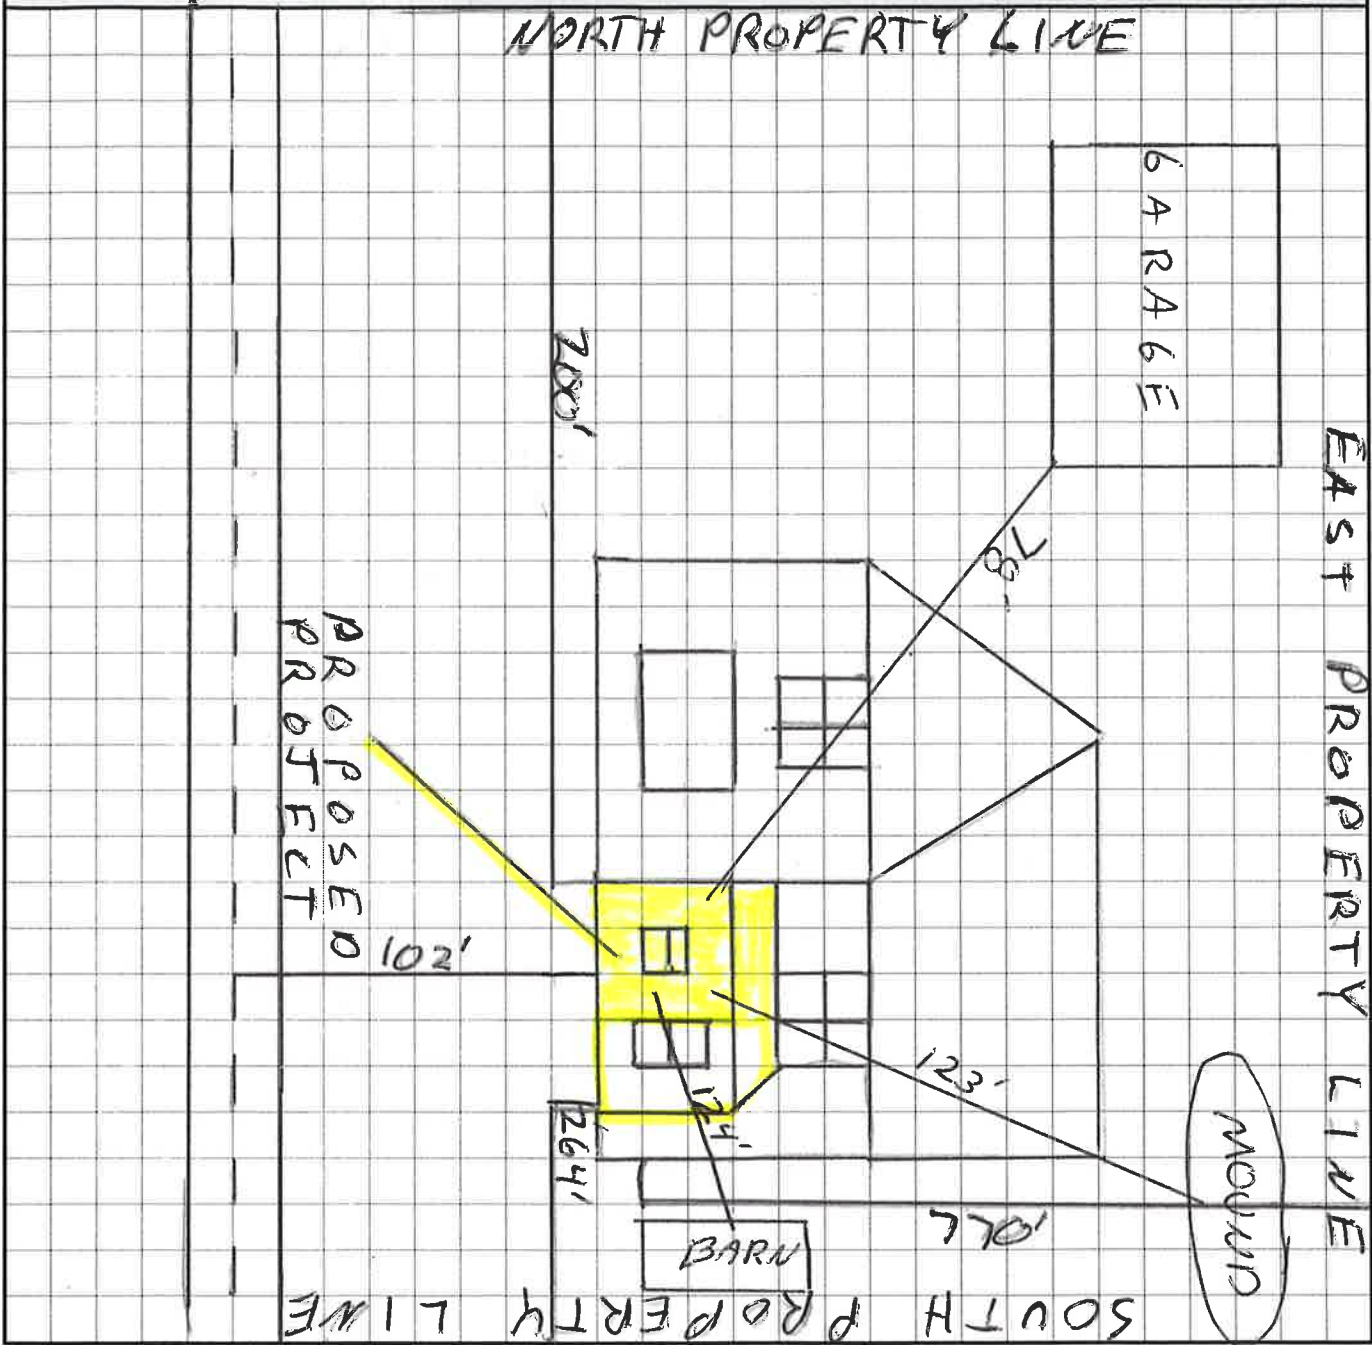 NORTH PROPERTY LINE
GARAGE
EAST PROPERTY LINE
200'
78'
PROPOSED
PROJECT
102'
123'
MOUND
264'
770'
BARN
SOUTH PROPERTY LINE